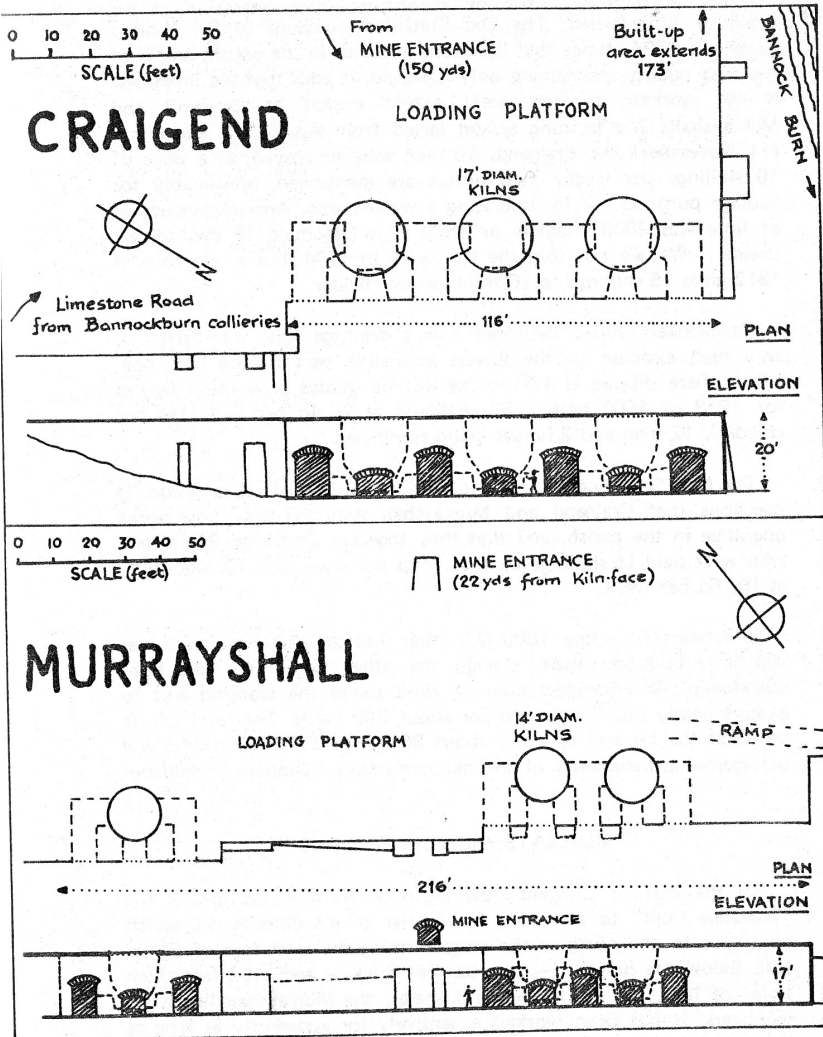 0 10 20 30 40 50
SCALE (feet)
From
MINE ENTRANCE
(150 yds)
Built-up
area extends
173'
BANNOCK BURN
CRAIGEND
LOADING PLATFORM
17' DIAM.
KILNS
N
Limestone Road
from Bannockburn collieries
116'
PLAN
ELEVATION
20'
0 10 20 30 40 50
SCALE (feet)
MINE ENTRANCE
(22 yds from Kiln-face)
N
MURRAYSHALL
LOADING PLATFORM
14' DIAM.
KILNS
RAMP
PLAN
216'
ELEVATION
MINE ENTRANCE
17'